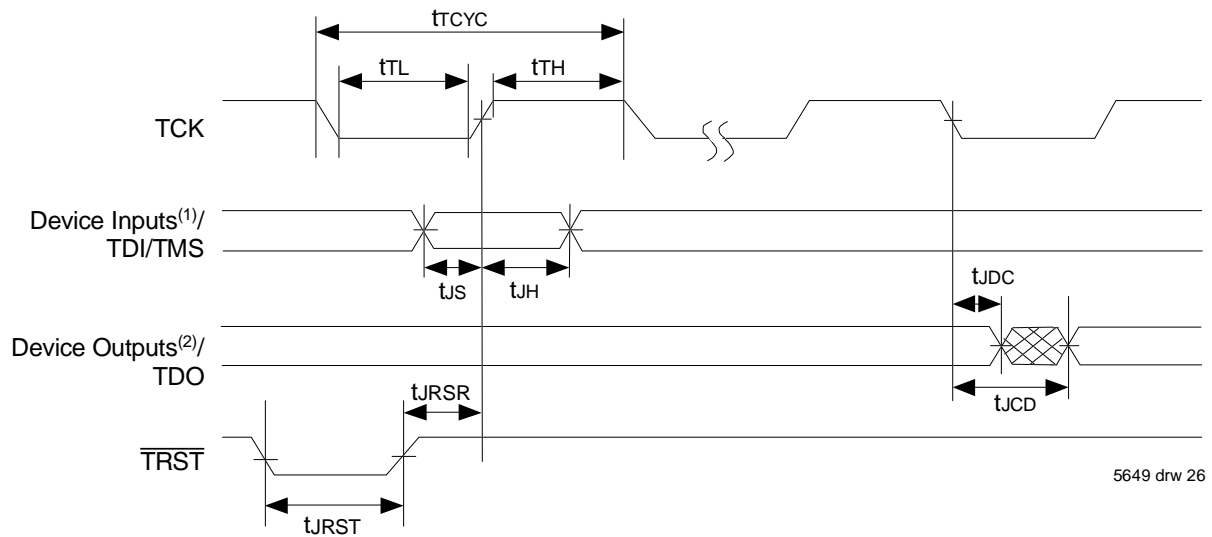 tTCYC
tTL
tTH
TCK
Device Inputs(1)/
TDI/TMS
tJS
tJH
tJDC
Device Outputs(2)/
TDO
tJRSR
tJCD
TRST
5649 drw 26
tJRST